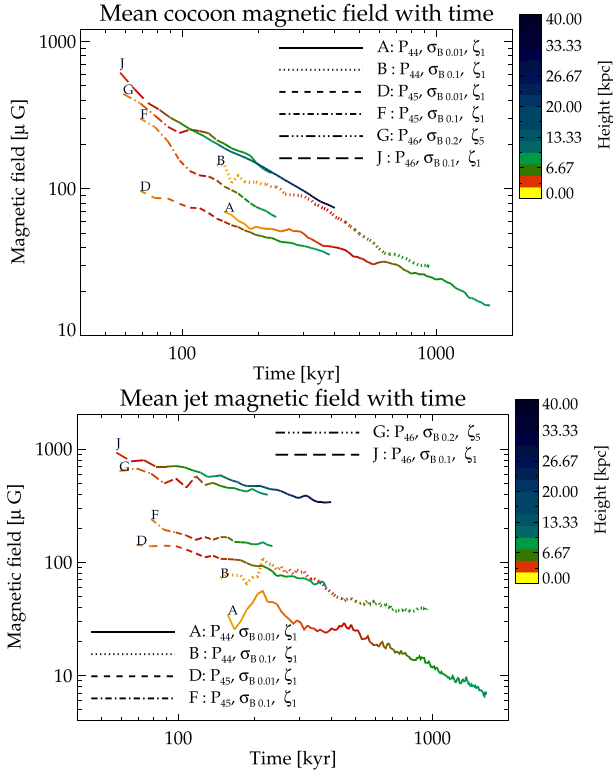 Mean cocoon magnetic field with time
1000
100
10
Magnetic field [μ G]
J
G
F
D
B
A
A: P44, σB 0.01, ζ1
B : P44, σB 0.1, ζ1
D: P45, σB 0.01, ζ1
F : P45, σB 0.1, ζ1
G: P46, σB 0.2, ζ5
J : P46, σB 0.1, ζ1
100
1000
Time [kyr]
40.00
33.33
26.67
20.00
13.33
6.67
0.00
Height [kpc]
Mean jet magnetic field with time
1000
100
10
Magnetic field [μ G]
J
G
F
D
B
A
G: P46, σB 0.2, ζ5
J : P46, σB 0.1, ζ1
A: P44, σB 0.01, ζ1
B : P44, σB 0.1, ζ1
D: P45, σB 0.01, ζ1
F : P45, σB 0.1, ζ1
100
1000
Time [kyr]
40.00
33.33
26.67
20.00
13.33
6.67
0.00
Height [kpc]